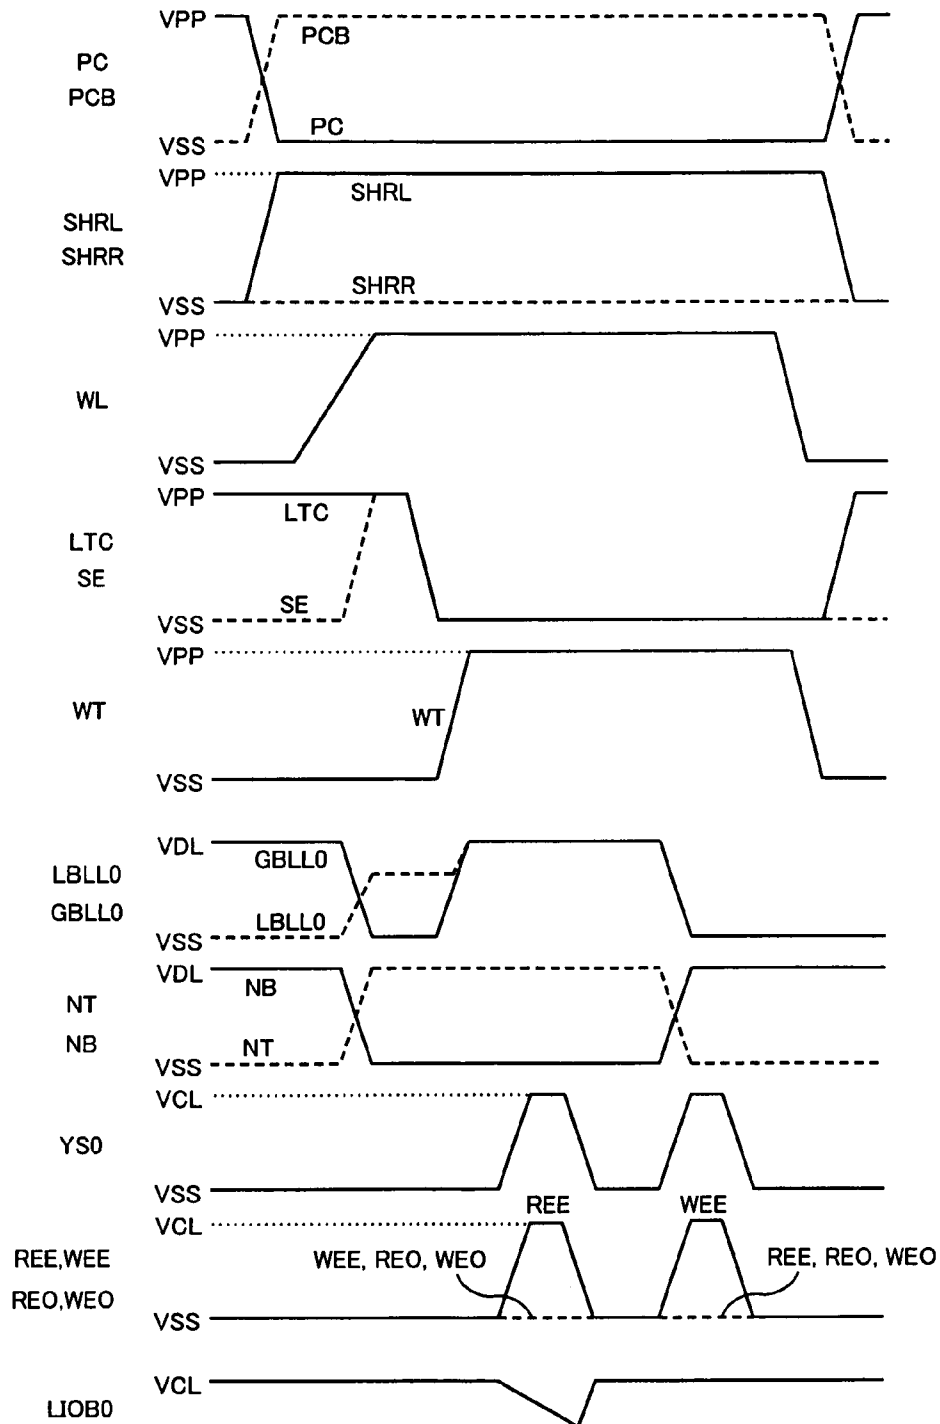 VPP
PC
PCB
PCB
PC
VSS
VPP
SHRL
SHRR
SHRL
SHRR
VSS
VPP
WL
VSS
VPP
LTC
SE
LTC
SE
VSS
VPP
WT
WT
VSS
VDL
LBLL0
GBLL0
GBLL0
LBLL0
VSS
VDL
NT
NB
NB
NT
VSS
VCL
YS0
VSS
REE
WEE
VCL
REE,WEE
REO,WEO
WEE, REO, WEO
REE, REO, WEO
VSS
VCL
LIOB0